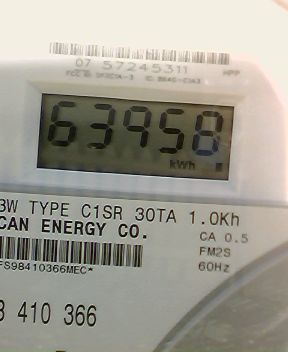 07 57245311
63958
kWh
3W TYPE C1SR 30TA 1.0Kh
CAN ENERGY CO.
CA 0.5
FM2S
60Hz
FS98410366MEC*
8 410 366